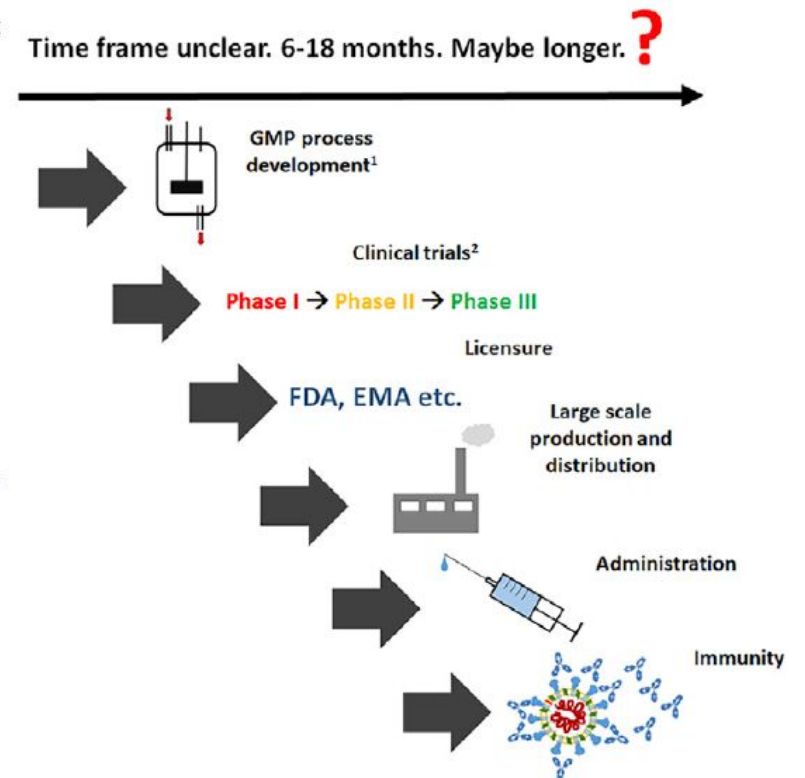 Time frame unclear. 6-18 months. Maybe longer. ?
GMP process
development¹
Clinical trials²
Phase I → Phase II → Phase III
Licensure
FDA, EMA etc.
Large scale
production and
distribution
Administration
Immunity